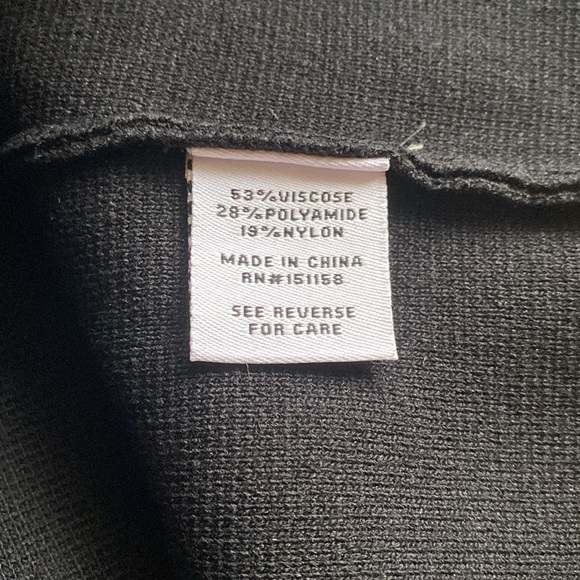 53%VISCOSE
28%POLYAMIDE
19%NYLON
MADE IN CHINA
RN#151158
SEE REVERSE
FOR CARE